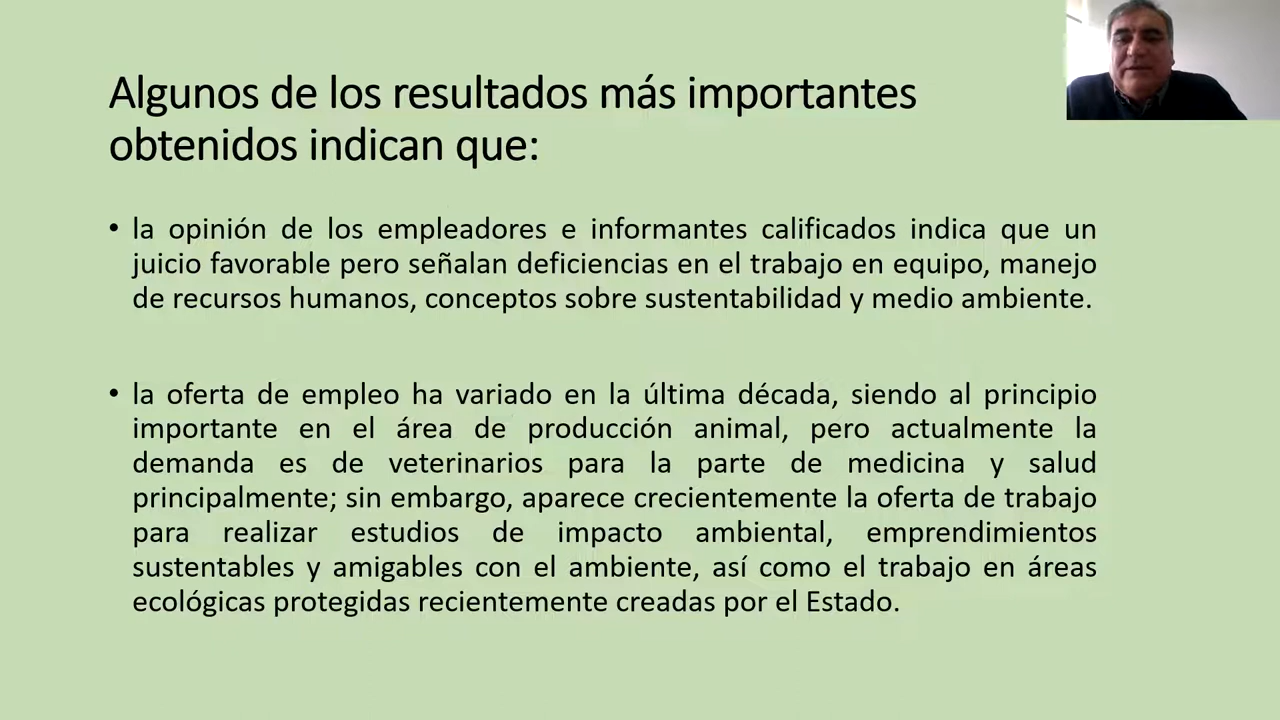 Algunos de los resultados más importantes
obtenidos indican que:
• la opinión de los empleadores e informantes calificados indica que un
juicio favorable pero señalan deficiencias en el trabajo en equipo, manejo
de recursos humanos, conceptos sobre sustentabilidad y medio ambiente.
• la oferta de empleo ha variado en la última década, siendo al principio
importante en el área de producción animal, pero actualmente la
demanda es de veterinarios para la parte de medicina y salud
principalmente; sin embargo, aparece crecientemente la oferta de trabajo
para realizar estudios de impacto ambiental, emprendimientos
sustentables y amigables con el ambiente, así como el trabajo en áreas
ecológicas protegidas recientemente creadas por el Estado.